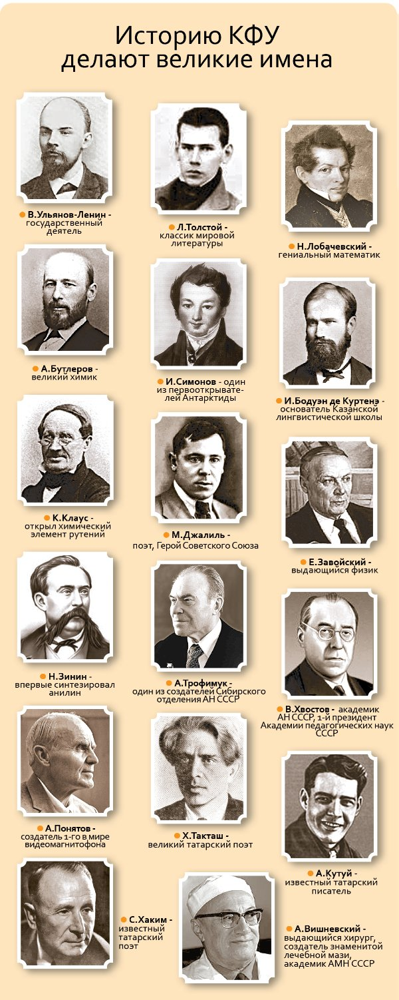 Историю КФУ
делают великие имена
В.Ульянов-Ленин -
государственный
деятель
Л.Толстой -
классик мировой
литературы
Н.Лобачевский -
гениальный математик
А.Бутлеров -
великий химик
И.Симонов - один
из первооткрывате-
лей Антарктиды
И.Бодуэн де Куртенэ -
основатель Казанской
лингвистической школы
К.Клаус -
открыл химический
элемент рутений
М.Джалиль -
поэт, Герой Советского Союза
Е.Завойский -
выдающийся физик
Н.Зинин -
впервые синтезировал
анилин
А.Трофимук -
один из создателей Сибирского
отделения АН СССР
В.Хвостов - академик
АН СССР, 1-й президент
Академии педагогических наук
СССР
А.Понятов -
создатель 1-го в мире
видеомагнитофона
Х.Такташ -
великий татарский поэт
А.Кутуй -
известный татарский
писатель
С.Хаким -
известный
татарский
поэт
А.Вишневский -
выдающийся хирург,
создатель знаменитой
лечебной мази,
академик АМН СССР